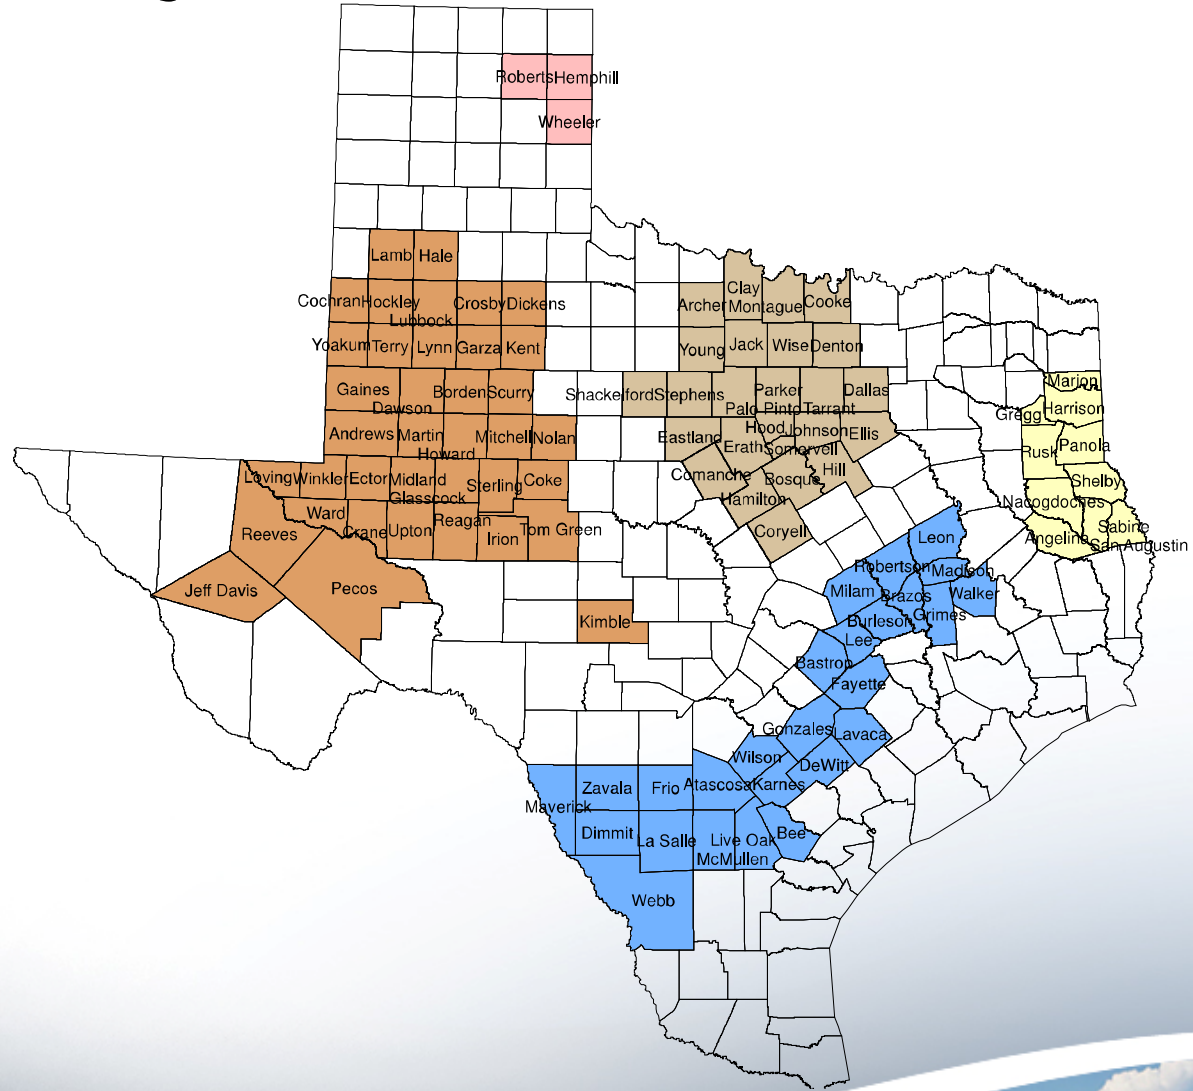 Roberts Hemphill
Wheeler
Lamb Hale
Cochran Hockley Crosby Dickens
Lubbock
Yoakum Terry Lynn Garza Kent
Gaines Borden Scurry
Dawson
Andrews Martin Mitchell Nolan
Howard
Loving Winkler Ector Midland Sterling Coke
Glasscock
Ward Reagan
Reeves Crane Upton Irion Tom Green
Jeff Davis Pecos
Kimble
Clay
Archer Montague Cooke
Young Jack Wise Denton
Shackelford Stephens Parker Dallas
Palo Pinto Tarrant
Eastland Hood Johnson Ellis
Erath Somervell
Comanche Bosque Hill
Hamilton
Coryell
Marion
Gregg Harrison
Rusk Panola
Shelby
Nacogdoches
Angelina Sabine
San Augustin
Leon
Robertson Madison
Milam Brazos Walker
Burleson Grimes
Lee
Bastrop
Fayette
Gonzales Lavaca
Wilson DeWitt
Zavala Frio Atascosa Karnes
Maverick
Dimmit La Salle Live Oak Bee
McMullen
Webb